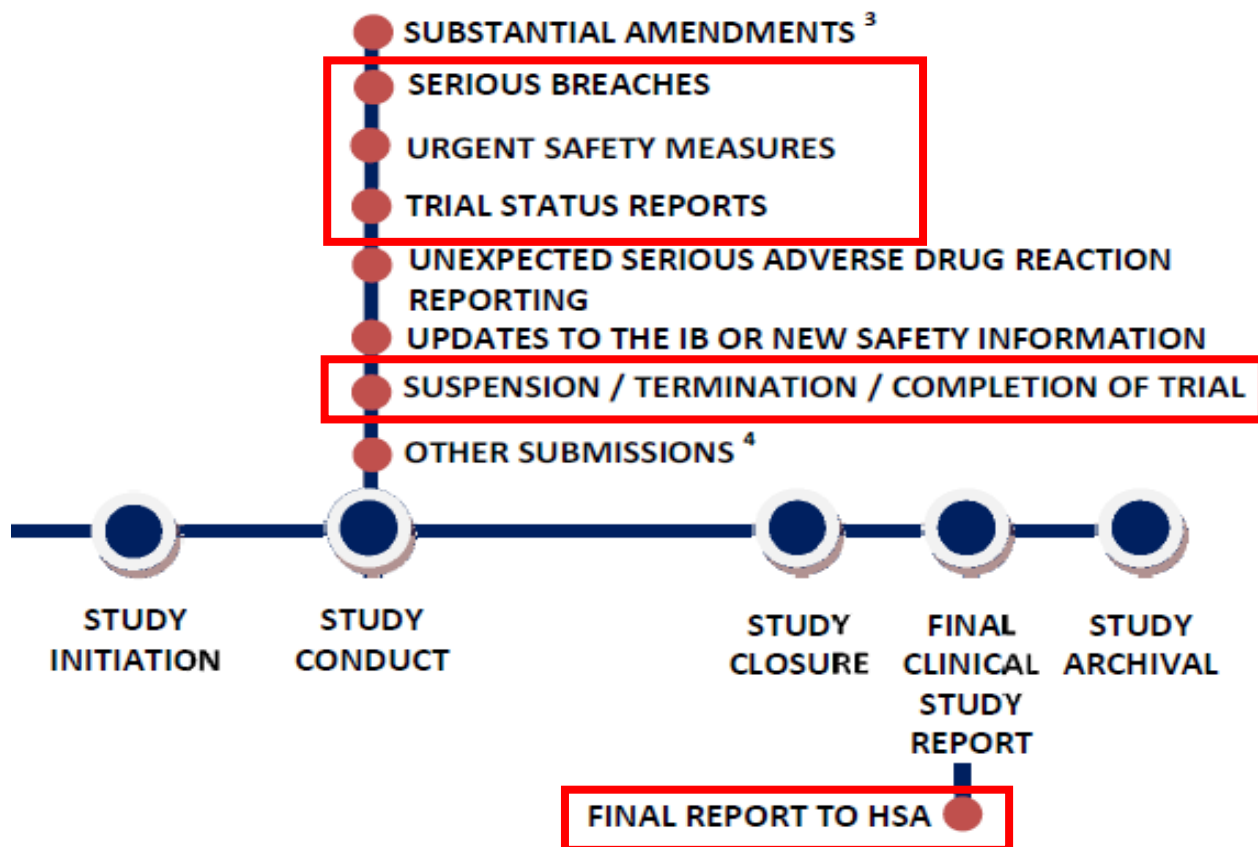 SUBSTANTIAL AMENDMENTS ³
SERIOUS BREACHES
URGENT SAFETY MEASURES
TRIAL STATUS REPORTS
UNEXPECTED SERIOUS ADVERSE DRUG REACTION
REPORTING
UPDATES TO THE IB OR NEW SAFETY INFORMATION
SUSPENSION / TERMINATION / COMPLETION OF TRIAL
OTHER SUBMISSIONS ⁴
STUDY
INITIATION
STUDY
CONDUCT
STUDY
CLOSURE
FINAL
CLINICAL
STUDY
REPORT
STUDY
ARCHIVAL
FINAL REPORT TO HSA